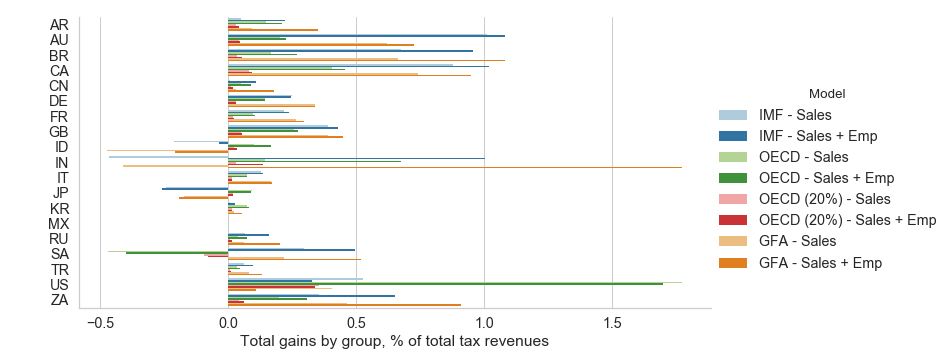 AR
AU
BR
CA
CN
DE
FR
GB
ID
IN
IT
JP
KR
MX
RU
SA
TR
US
ZA
−0.5 0.0 0.5 1.0 1.5
Total gains by group, % of total tax revenues
Model
IMF - Sales
IMF - Sales + Emp
OECD - Sales
OECD - Sales + Emp
OECD (20%) - Sales
OECD (20%) - Sales + Emp
GFA - Sales
GFA - Sales + Emp